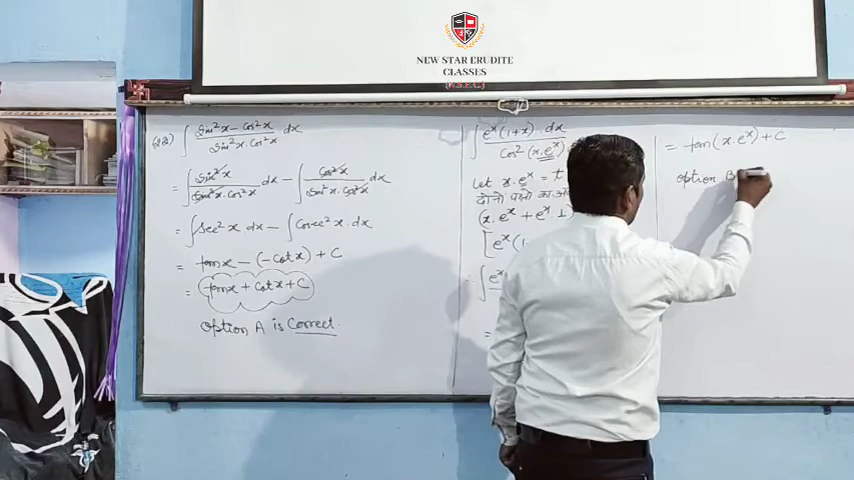 NEW STAR ERUDITE
CLASSES
(22) ∫ Sin²x - Cos²x / Sin²x. Cos²x dx
= ∫ Sin²x / Sin²x. Cos²x dx - ∫ Cos²x / Sin²x. Cos²x dx
= ∫ Sec²x dx - ∫ Cosec²x dx
= tanx - (-Cotx) + C
= tanx + Cotx + C
option A is Correct.
∫ eˣ(1+x) . dx / Cos²(x.eˣ)
Let x.eˣ = t
दोनो पक्षो का
(x.eˣ + eˣ.1)
[eˣ(1
= ∫ eˣ
=
= tan(x.eˣ) + C
option B